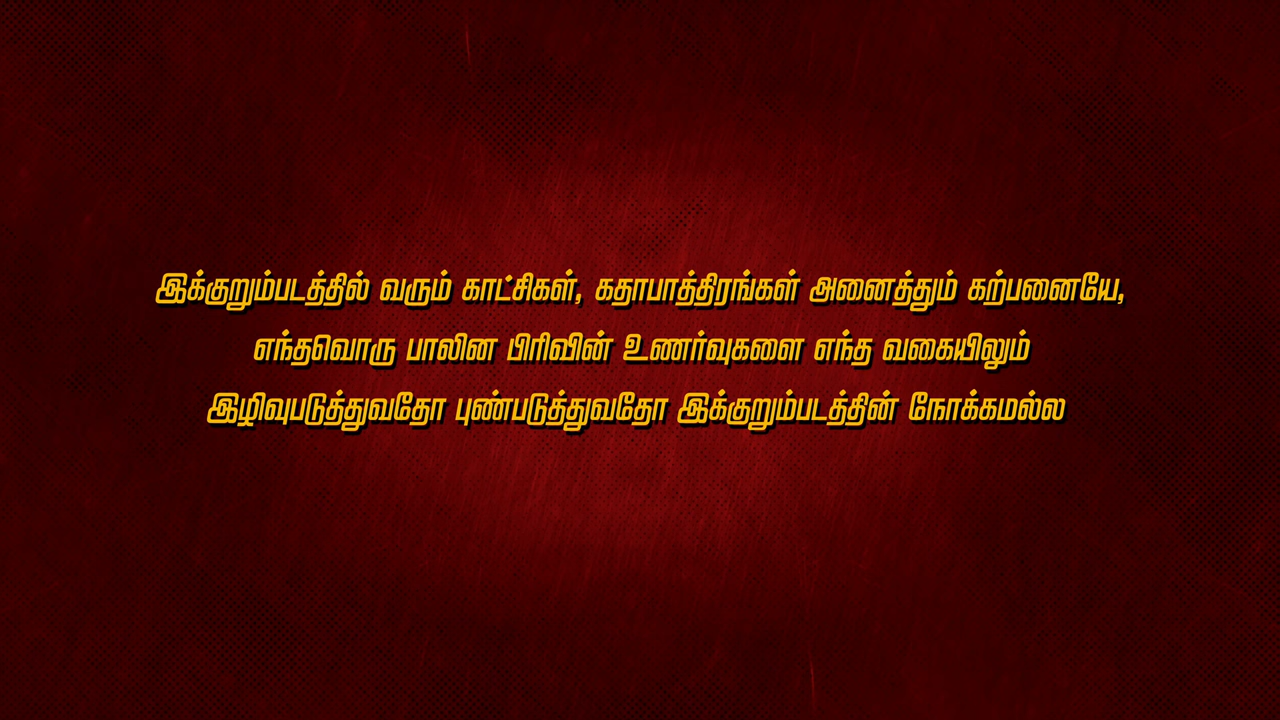 இக்குறும்படத்தில் வரும் காட்சிகள், கதாபாத்திரங்கள் அனைத்தும் கற்பனையே,
எந்தவொரு பாலின பிரிவின் உணர்வுகளை எந்த வகையிலும்
இழிவுபடுத்துவதோ புண்படுத்துவதோ இக்குறும்படத்தின் நோக்கமல்ல